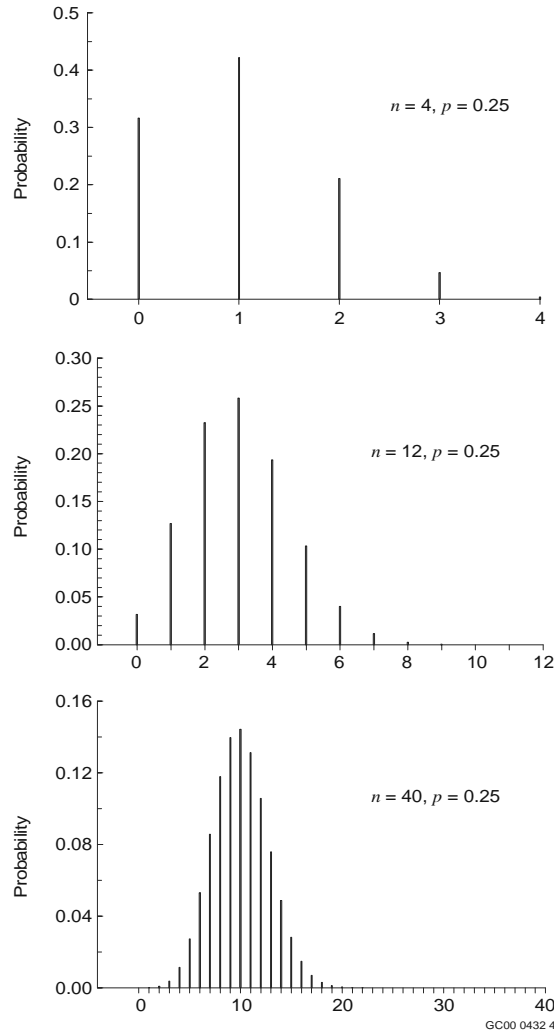 0.5
0.4
n = 4, p = 0.25
0.3
Probability
0.2
0.1
0
0 1 2 3 4
0.30
0.25
n = 12, p = 0.25
0.20
Probability
0.15
0.10
0.05
0.00
0 2 4 6 8 10 12
0.16
0.12
n = 40, p = 0.25
Probability
0.08
0.04
0.00
0 10 20 30 40
GC00 0432 4